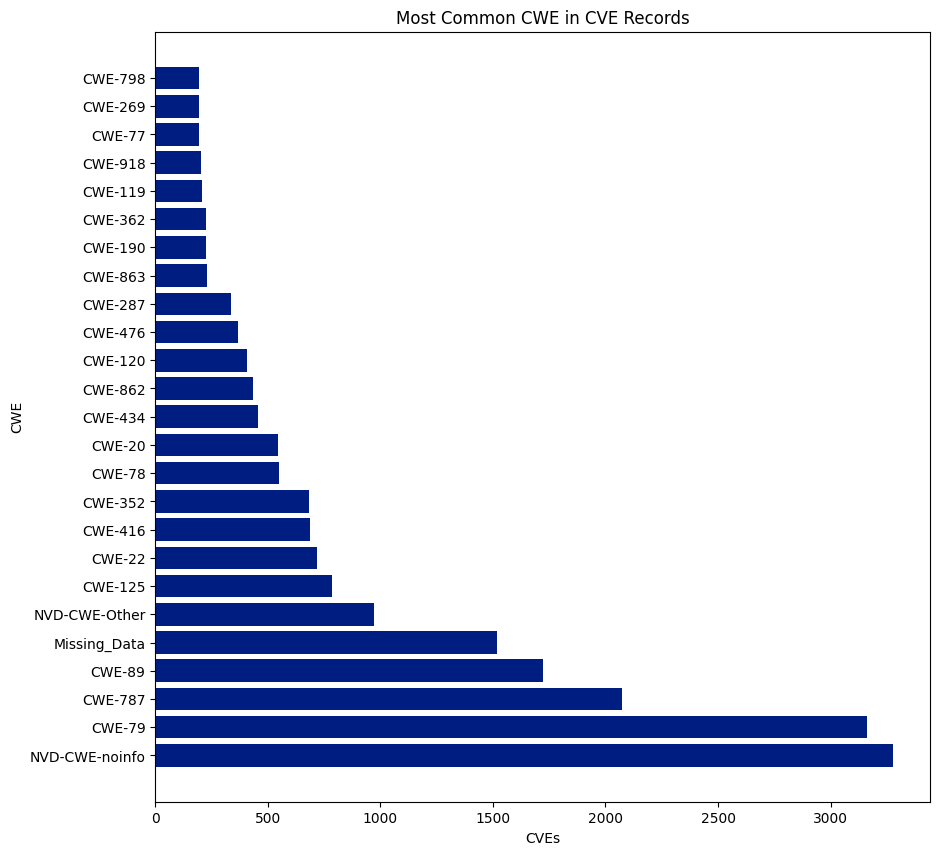 Most Common CWE in CVE Records
CWE
CWE-798
CWE-269
CWE-77
CWE-918
CWE-119
CWE-362
CWE-190
CWE-863
CWE-287
CWE-476
CWE-120
CWE-862
CWE-434
CWE-20
CWE-78
CWE-352
CWE-416
CWE-22
CWE-125
NVD-CWE-Other
Missing_Data
CWE-89
CWE-787
CWE-79
NVD-CWE-noinfo
0 500 1000 1500 2000 2500 3000
CVEs